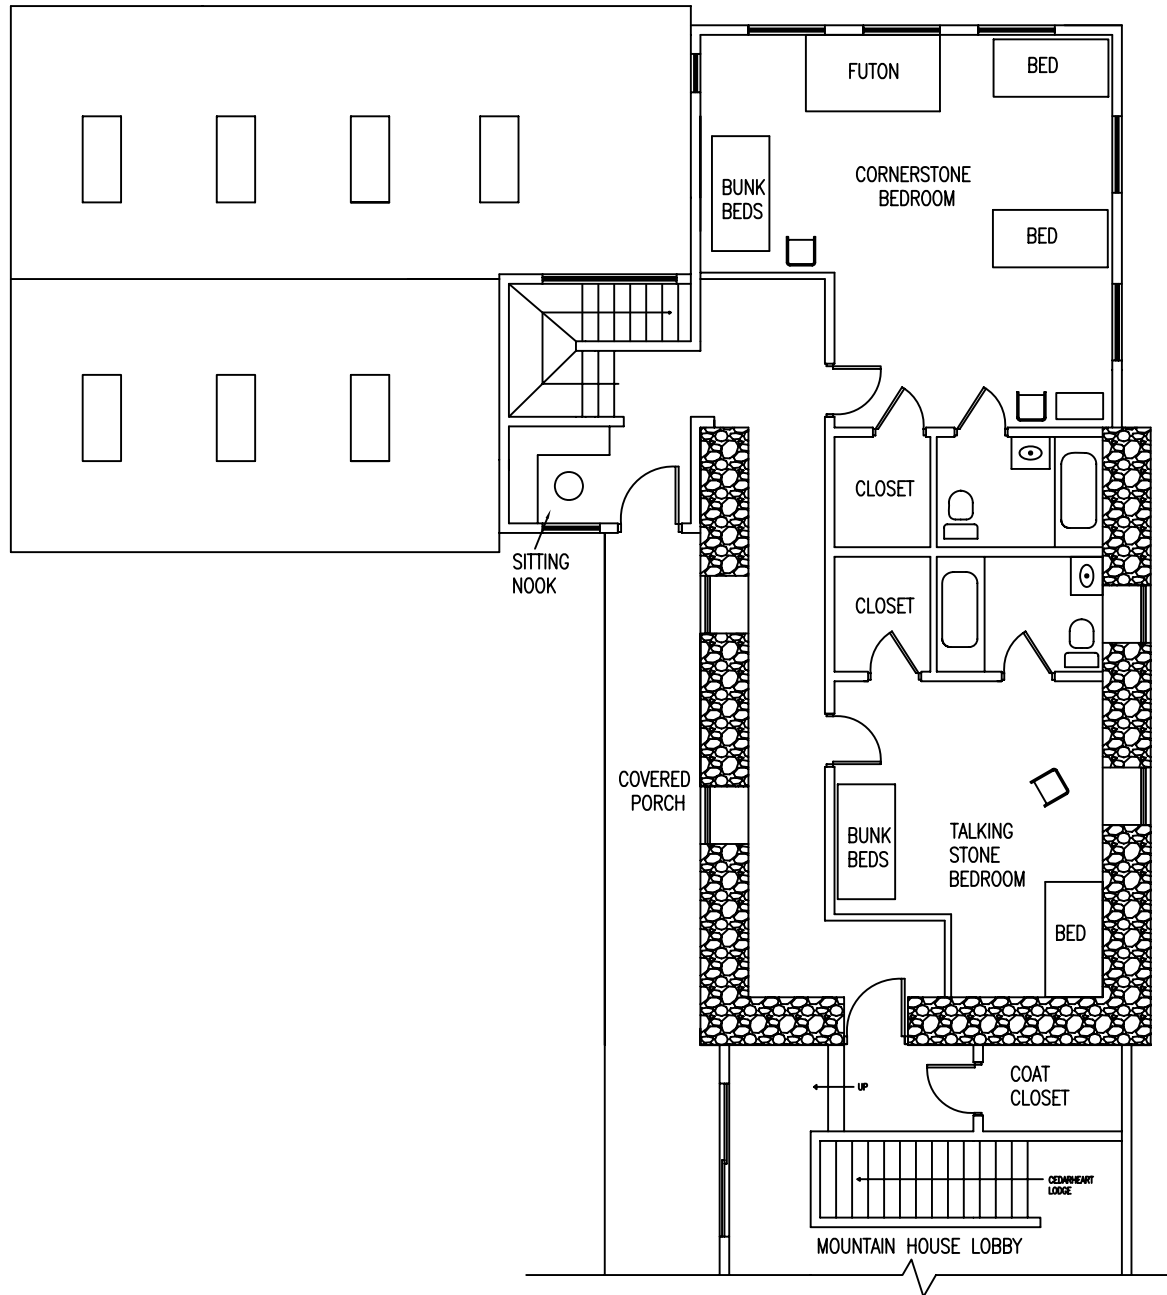 FUTON
BED
BUNK
BEDS
CORNERSTONE
BEDROOM
BED
CLOSET
SITTING
NOOK
CLOSET
COVERED
PORCH
BUNK
BEDS
TALKING
STONE
BEDROOM
BED
UP
COAT
CLOSET
CEDARHEART
LODGE
MOUNTAIN HOUSE LOBBY